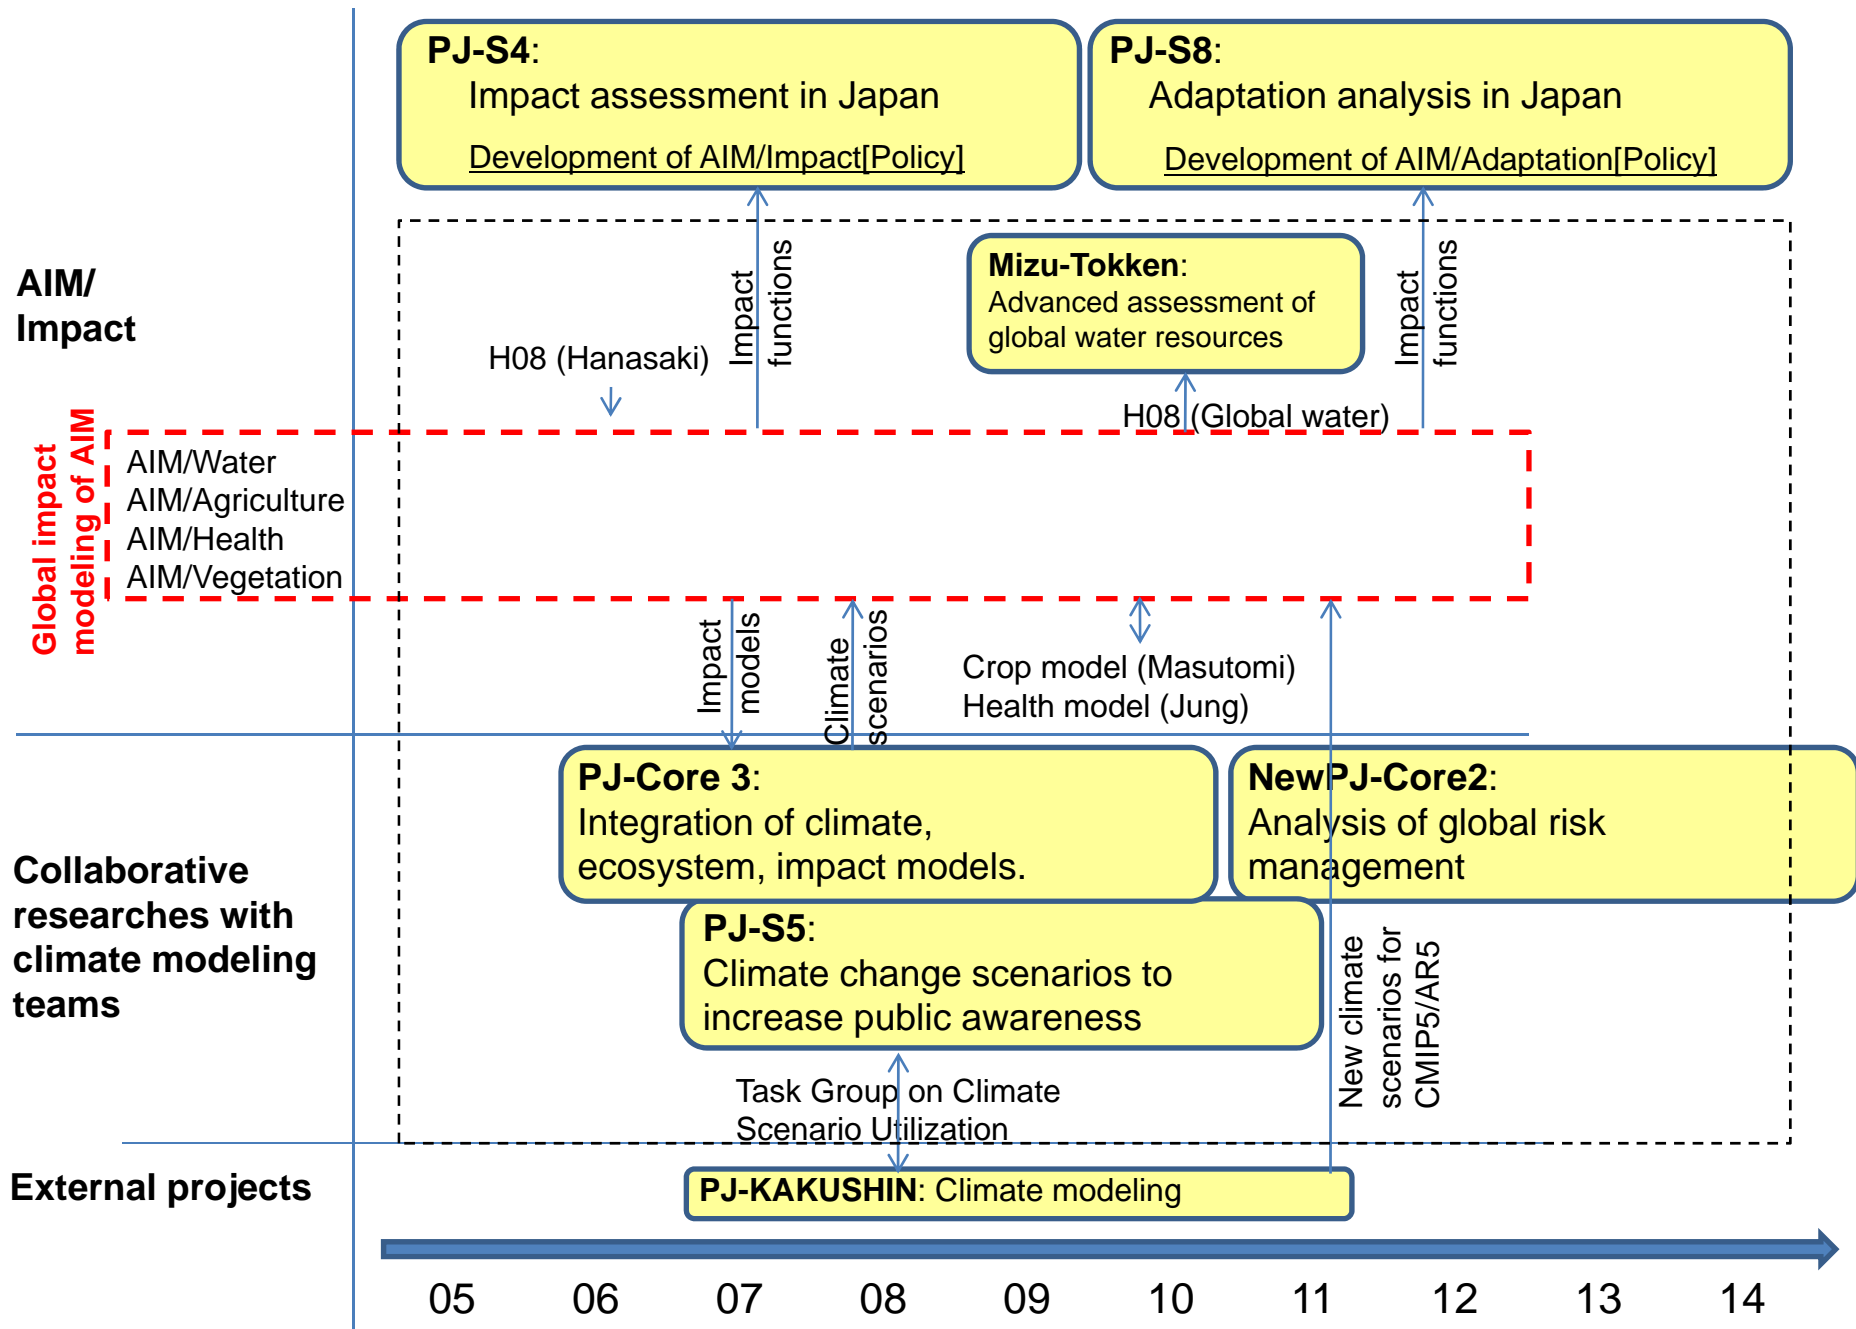 PJ-S4:
Impact assessment in Japan
Development of AIM/Impact[Policy]
PJ-S8:
Adaptation analysis in Japan
Development of AIM/Adaptation[Policy]
AIM/
Impact
H08 (Hanasaki)
Impact
functions
Mizu-Tokken:
Advanced assessment of
global water resources
H08 (Global water)
Impact
functions
Global impact
modeling of AIM
AIM/Water
AIM/Agriculture
AIM/Health
AIM/Vegetation
Impact
models
Climate
scenarios
Crop model (Masutomi)
Health model (Jung)
Collaborative
researches with
climate modeling
teams
PJ-Core 3:
Integration of climate,
ecosystem, impact models.
NewPJ-Core2:
Analysis of global risk
management
PJ-S5:
Climate change scenarios to
increase public awareness
New climate
scenarios for
CMIP5/AR5
Task Group on Climate
Scenario Utilization
External projects
PJ-KAKUSHIN: Climate modeling
05 06 07 08 09 10 11 12 13 14